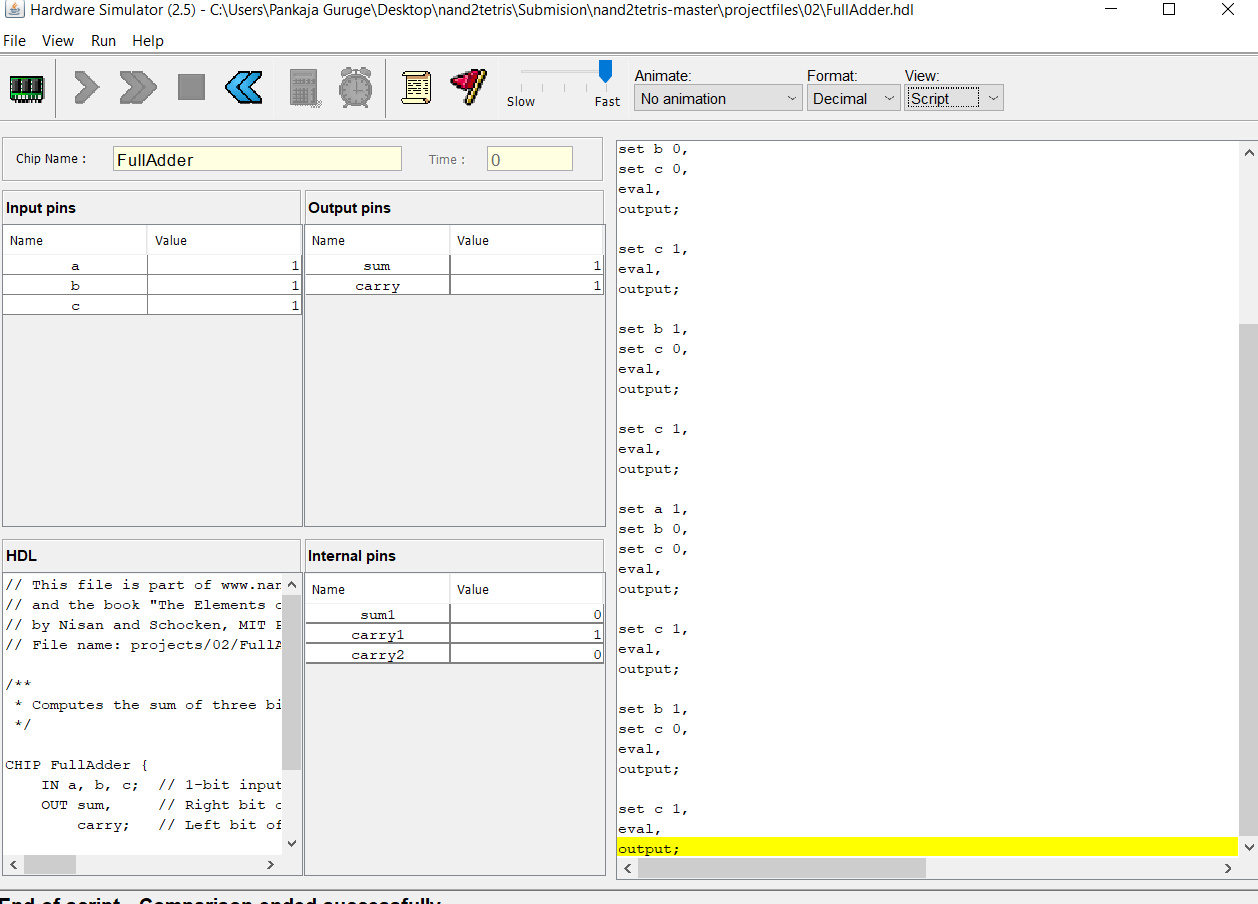 Hardware Simulator (2.5) - C:\Users\Pankaja Guruge\Desktop\nand2tetris\Submision\nand2tetris-master\projectfiles\02\FullAdder.hdl
File View Run Help
Slow Fast
Animate: Format: View:
No animation Decimal Script
Chip Name : FullAdder Time : 0
Input pins
Name Value
a 1
b 1
c 1
Output pins
Name Value
sum 1
carry 1
HDL
// This file is part of www.nan
// and the book "The Elements
// by Nisan and Schocken, MIT
// File name: projects/02/FullA
/**
* Computes the sum of three bi
*/
CHIP FullAdder {
IN a, b, c; // 1-bit input
OUT sum, // Right bit
carry; // Left bit of
Internal pins
Name Value
sum1 0
carry1 1
carry2 0
set b 0,
set c 0,
eval,
output;
set c 1,
eval,
output;
set b 1,
set c 0,
eval,
output;
set c 1,
eval,
output;
set a 1,
set b 0,
set c 0,
eval,
output;
set c 1,
eval,
output;
set b 1,
set c 0,
eval,
output;
set c 1,
eval,
output;
End of script - Comparison ended successfully